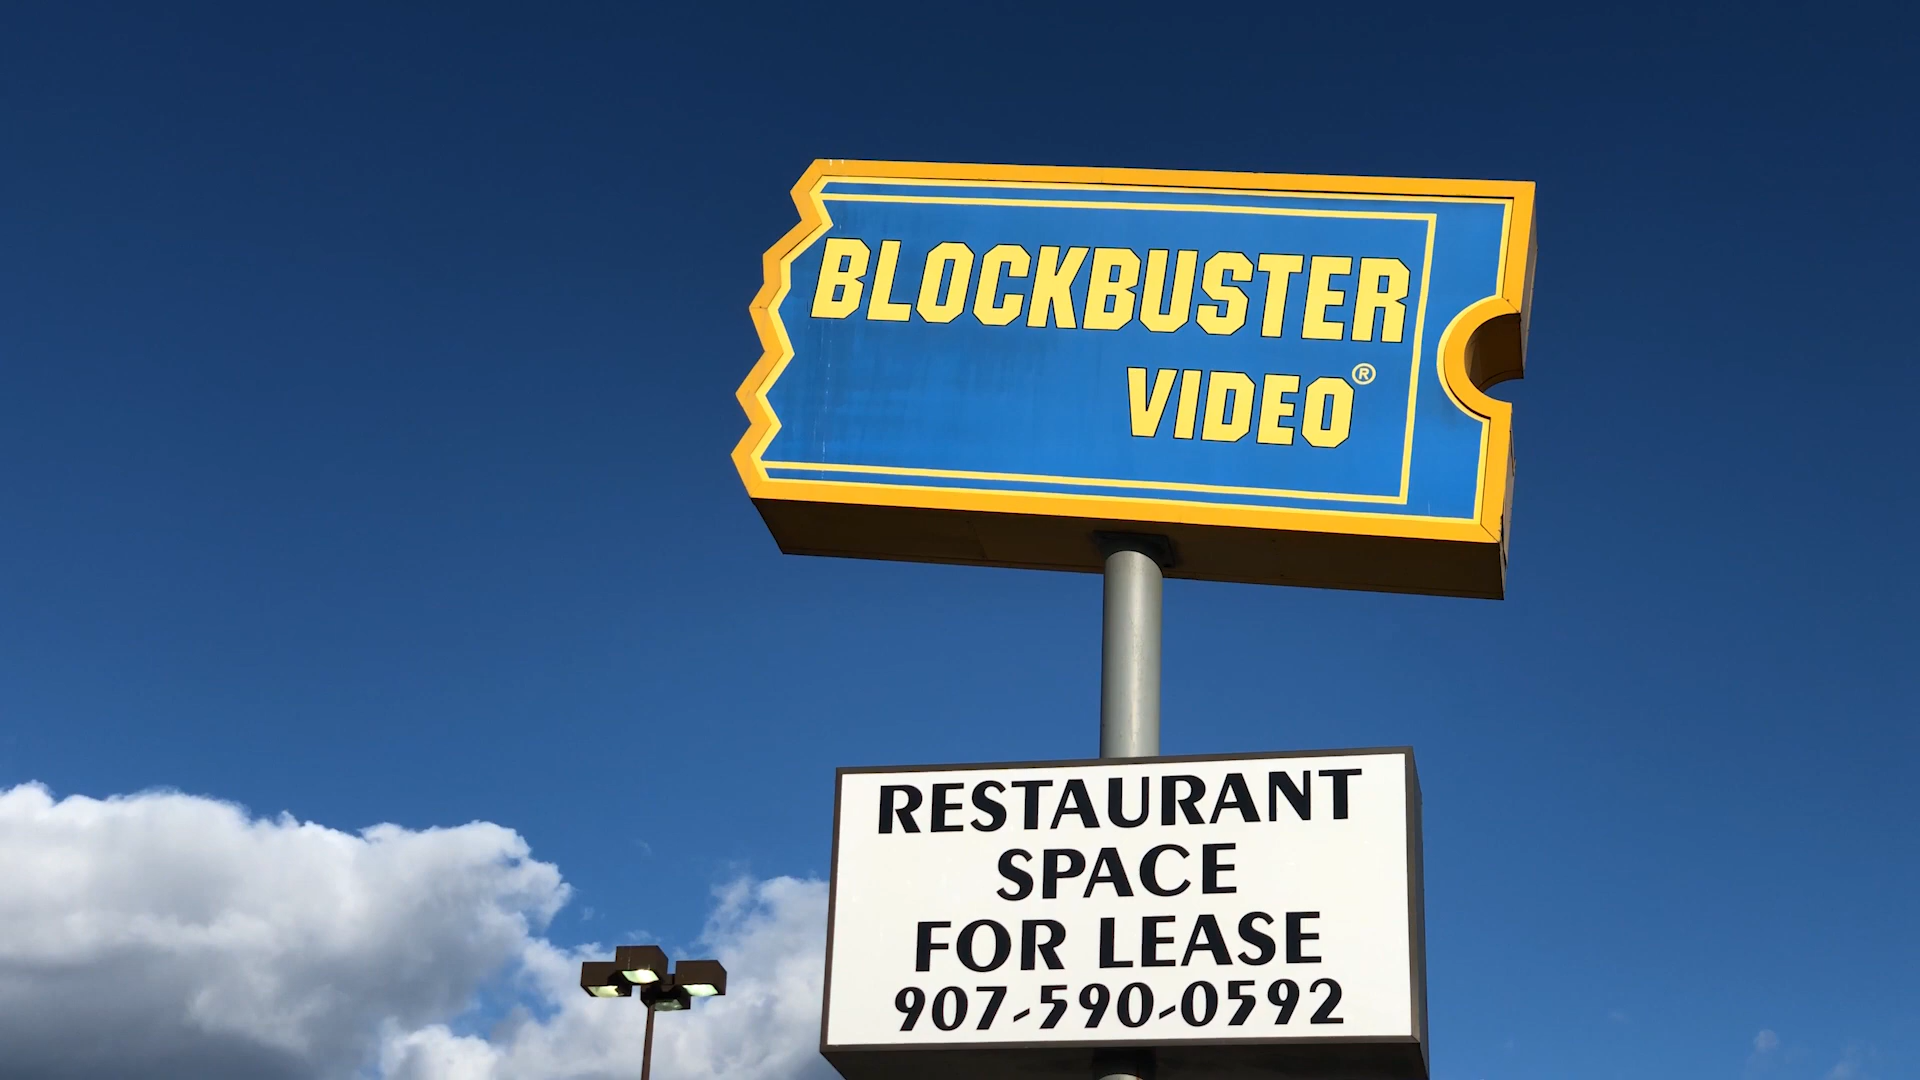 BLOCKBUSTER
VIDEO®
RESTAURANT
SPACE
FOR LEASE
907-590-0592